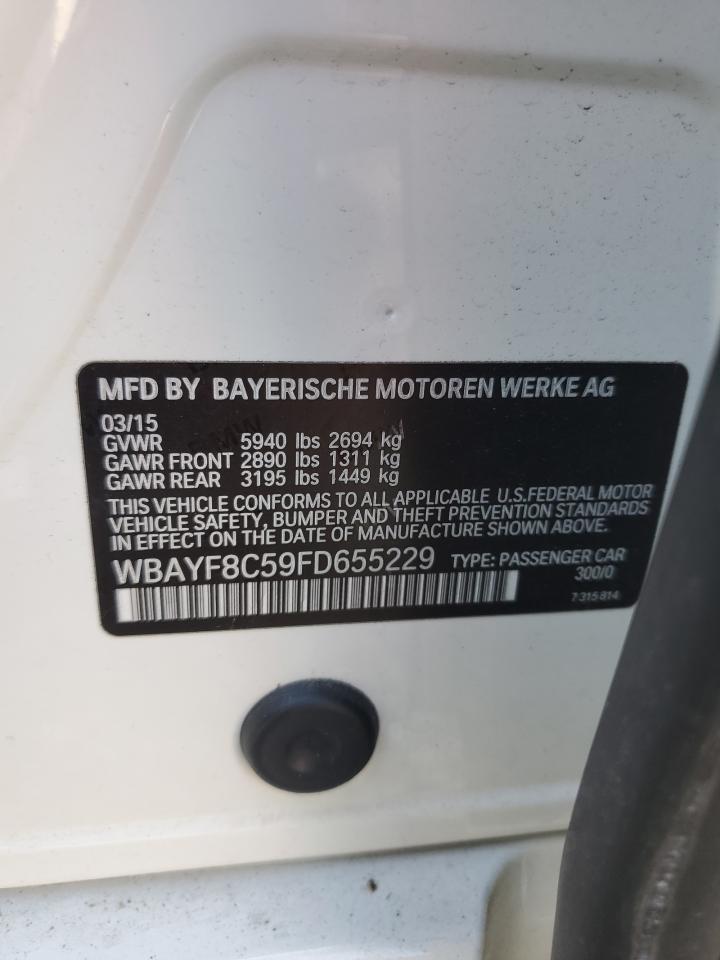 MFD BY BAYERISCHE MOTOREN WERKE AG
03/15
GVWR 5940 lbs 2694 kg
GAWR FRONT 2890 lbs 1311 kg
GAWR REAR 3195 lbs 1449 kg
THIS VEHICLE CONFORMS TO ALL APPLICABLE U.S.FEDERAL MOTOR
VEHICLE SAFETY, BUMPER AND THEFT PREVENTION STANDARDS
IN EFFECT ON THE DATE OF MANUFACTURE SHOWN ABOVE.
WBAYF8C59FD655229 TYPE: PASSENGER CAR
300/0
7 315 814